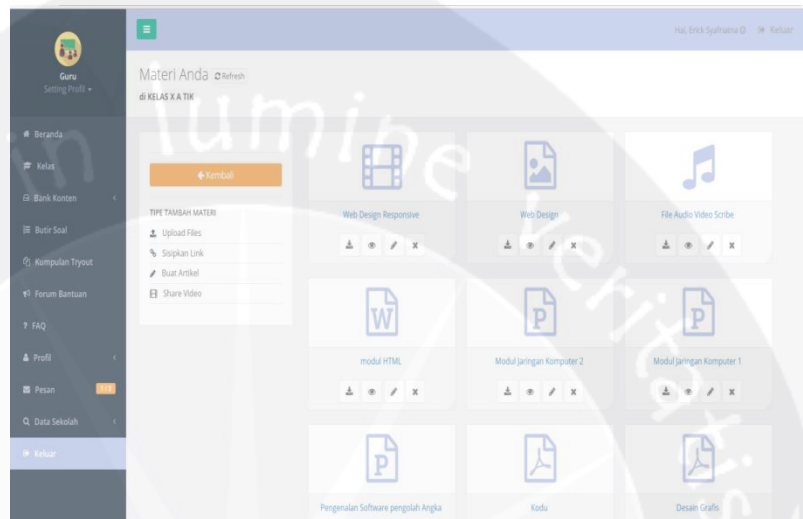 Guru
Setting Profil
Beranda
Kelas
Bank Konten
Butir Soal
Kumpulan Tryout
Forum Bantuan
? FAQ
Profil
Pesan
Data Sekolah
Keluar
Hai, Erick Syafriatna
Keluar
Materi Anda Refresh
di KELAS X A TIK
Kembali
TIPE TAMBAH MATERI
Upload Files
Sisipkan Link
Buat Artikel
Share Video
Web Design Responsive
Web Design
File Audio Video Scribe
W
P
P
modul HTML
Modul Jaringan Komputer 2
Modul Jaringan Komputer 1
P
Pengenalan Software pengolah Angka
Kodu
Desain Grafis
in lumine veritatis